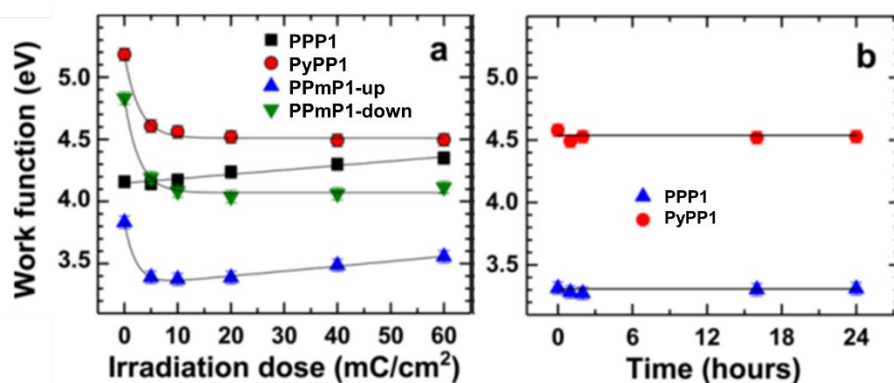 Work function (eV)
5.0
4.5
4.0
3.5
a
PPP1
PyPP1
PPmP1-up
PPmP1-down
0 10 20 30 40 50 60
Irradiation dose (mC/cm²)
b
5.0
4.5
4.0
3.5
PPP1
PyPP1
0 6 12 18 24
Time (hours)